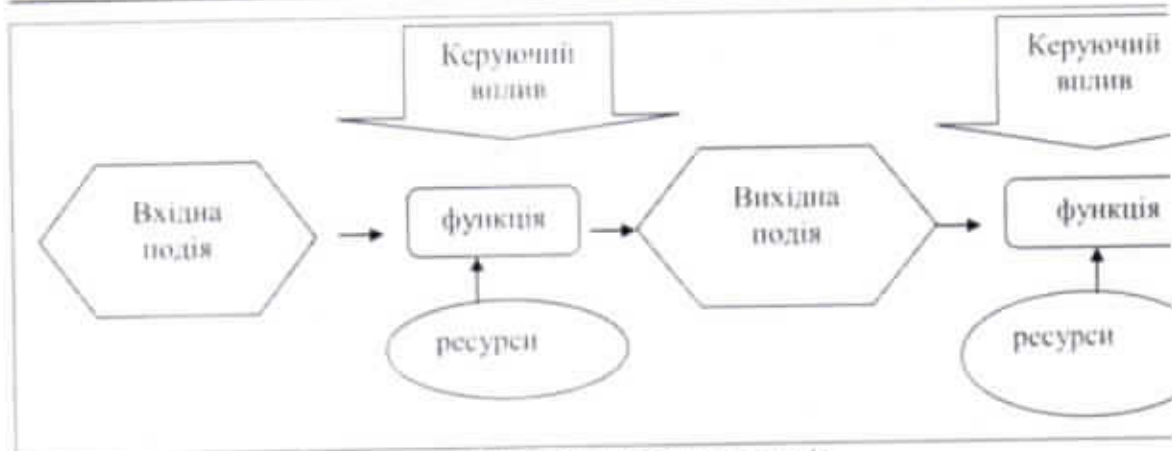 Керуючий
вплив
Керуючий
вплив
Вхідна
подія
функція
Вихідна
подія
функція
ресурси
ресурси